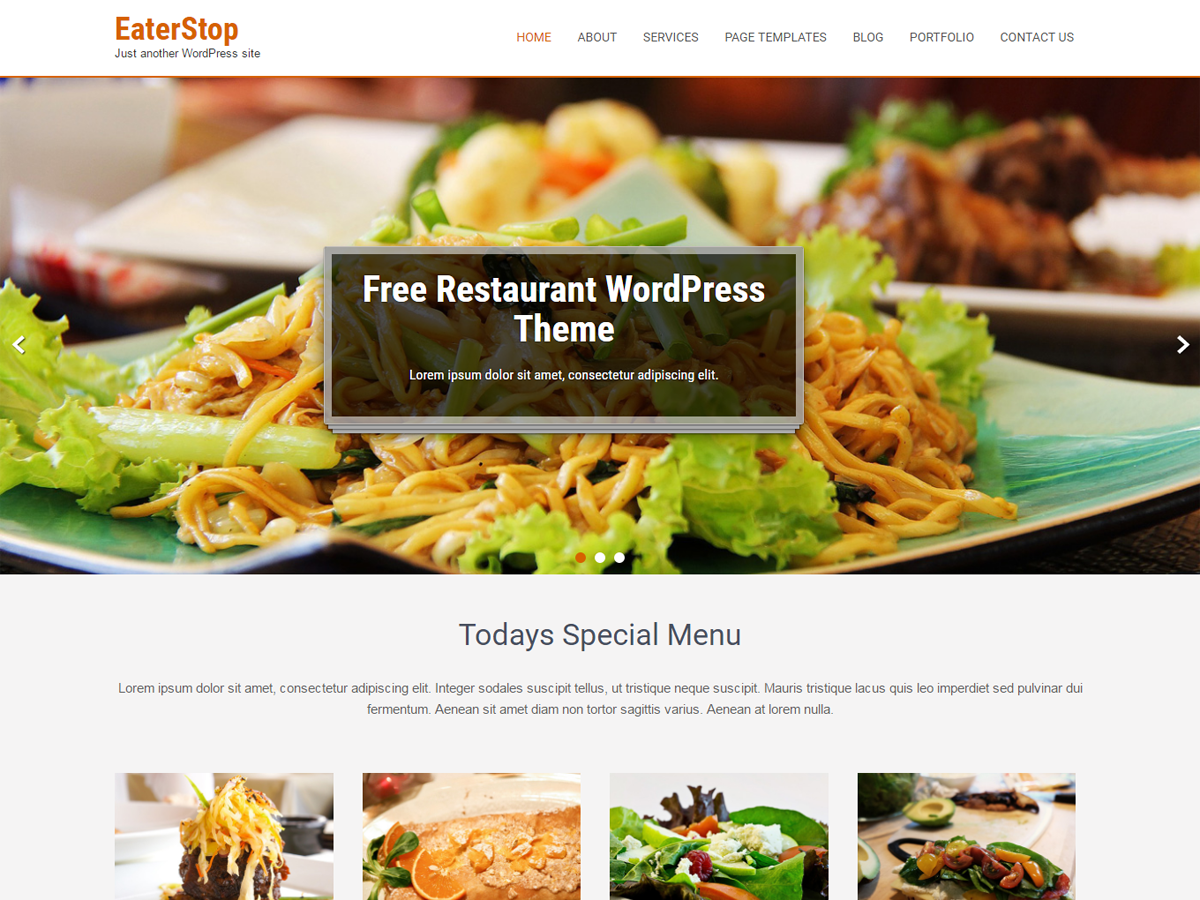 EaterStop
Just another WordPress site
HOME ABOUT SERVICES PAGE TEMPLATES BLOG PORTFOLIO CONTACT US
Free Restaurant WordPress
Theme
Lorem ipsum dolor sit amet, consectetur adipiscing elit.
Todays Special Menu
Lorem ipsum dolor sit amet, consectetur adipiscing elit. Integer sodales suscipit tellus, ut tristique neque suscipit. Mauris tristique lacus quis leo imperdiet sed pulvinar dui
fermentum. Aenean sit amet diam non tortor sagittis varius. Aenean at lorem nulla.